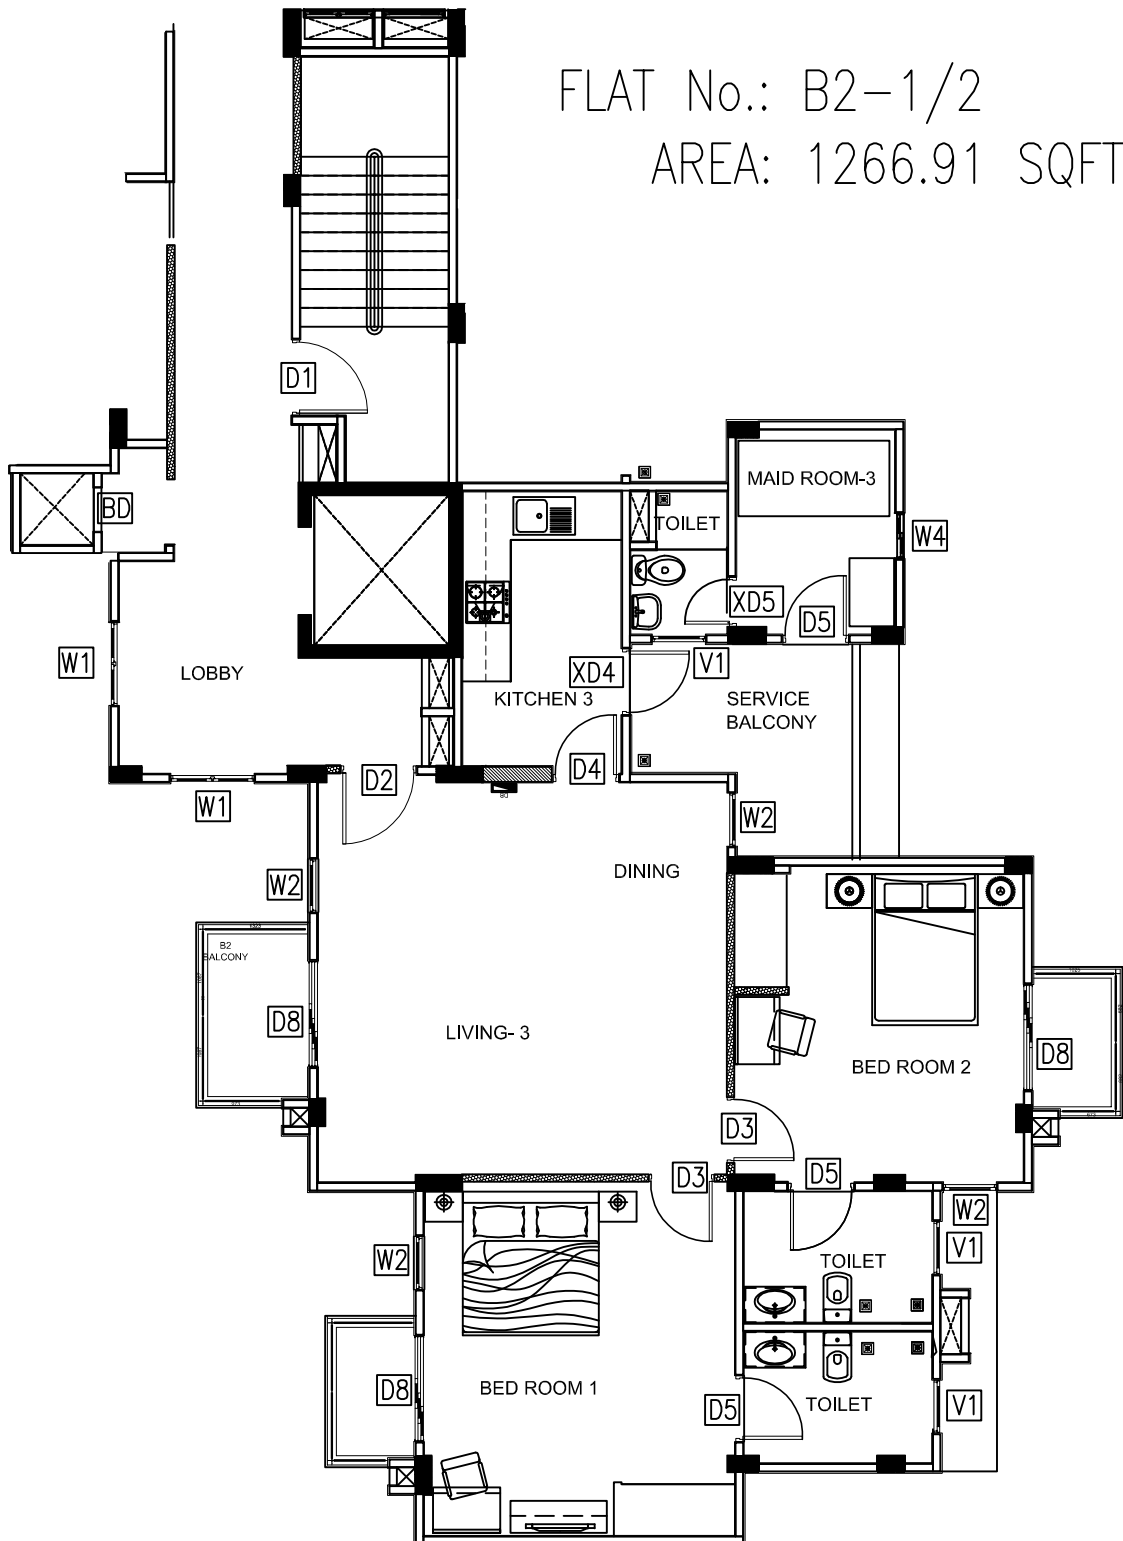 FLAT No.: B2-1/2
AREA: 1266.91 SQFT
D1
MAID ROOM-3
BD
TOILET
W4
XD5
D5
W1
LOBBY
XD4
V1
KITCHEN 3
SERVICE
BALCONY
D2
D4
W1
W2
DINING
W2
B2
BALCONY
D8
LIVING- 3
D8
BED ROOM 2
D3
D3
D5
W2
W2
V1
TOILET
D8
BED ROOM 1
D5
TOILET
V1